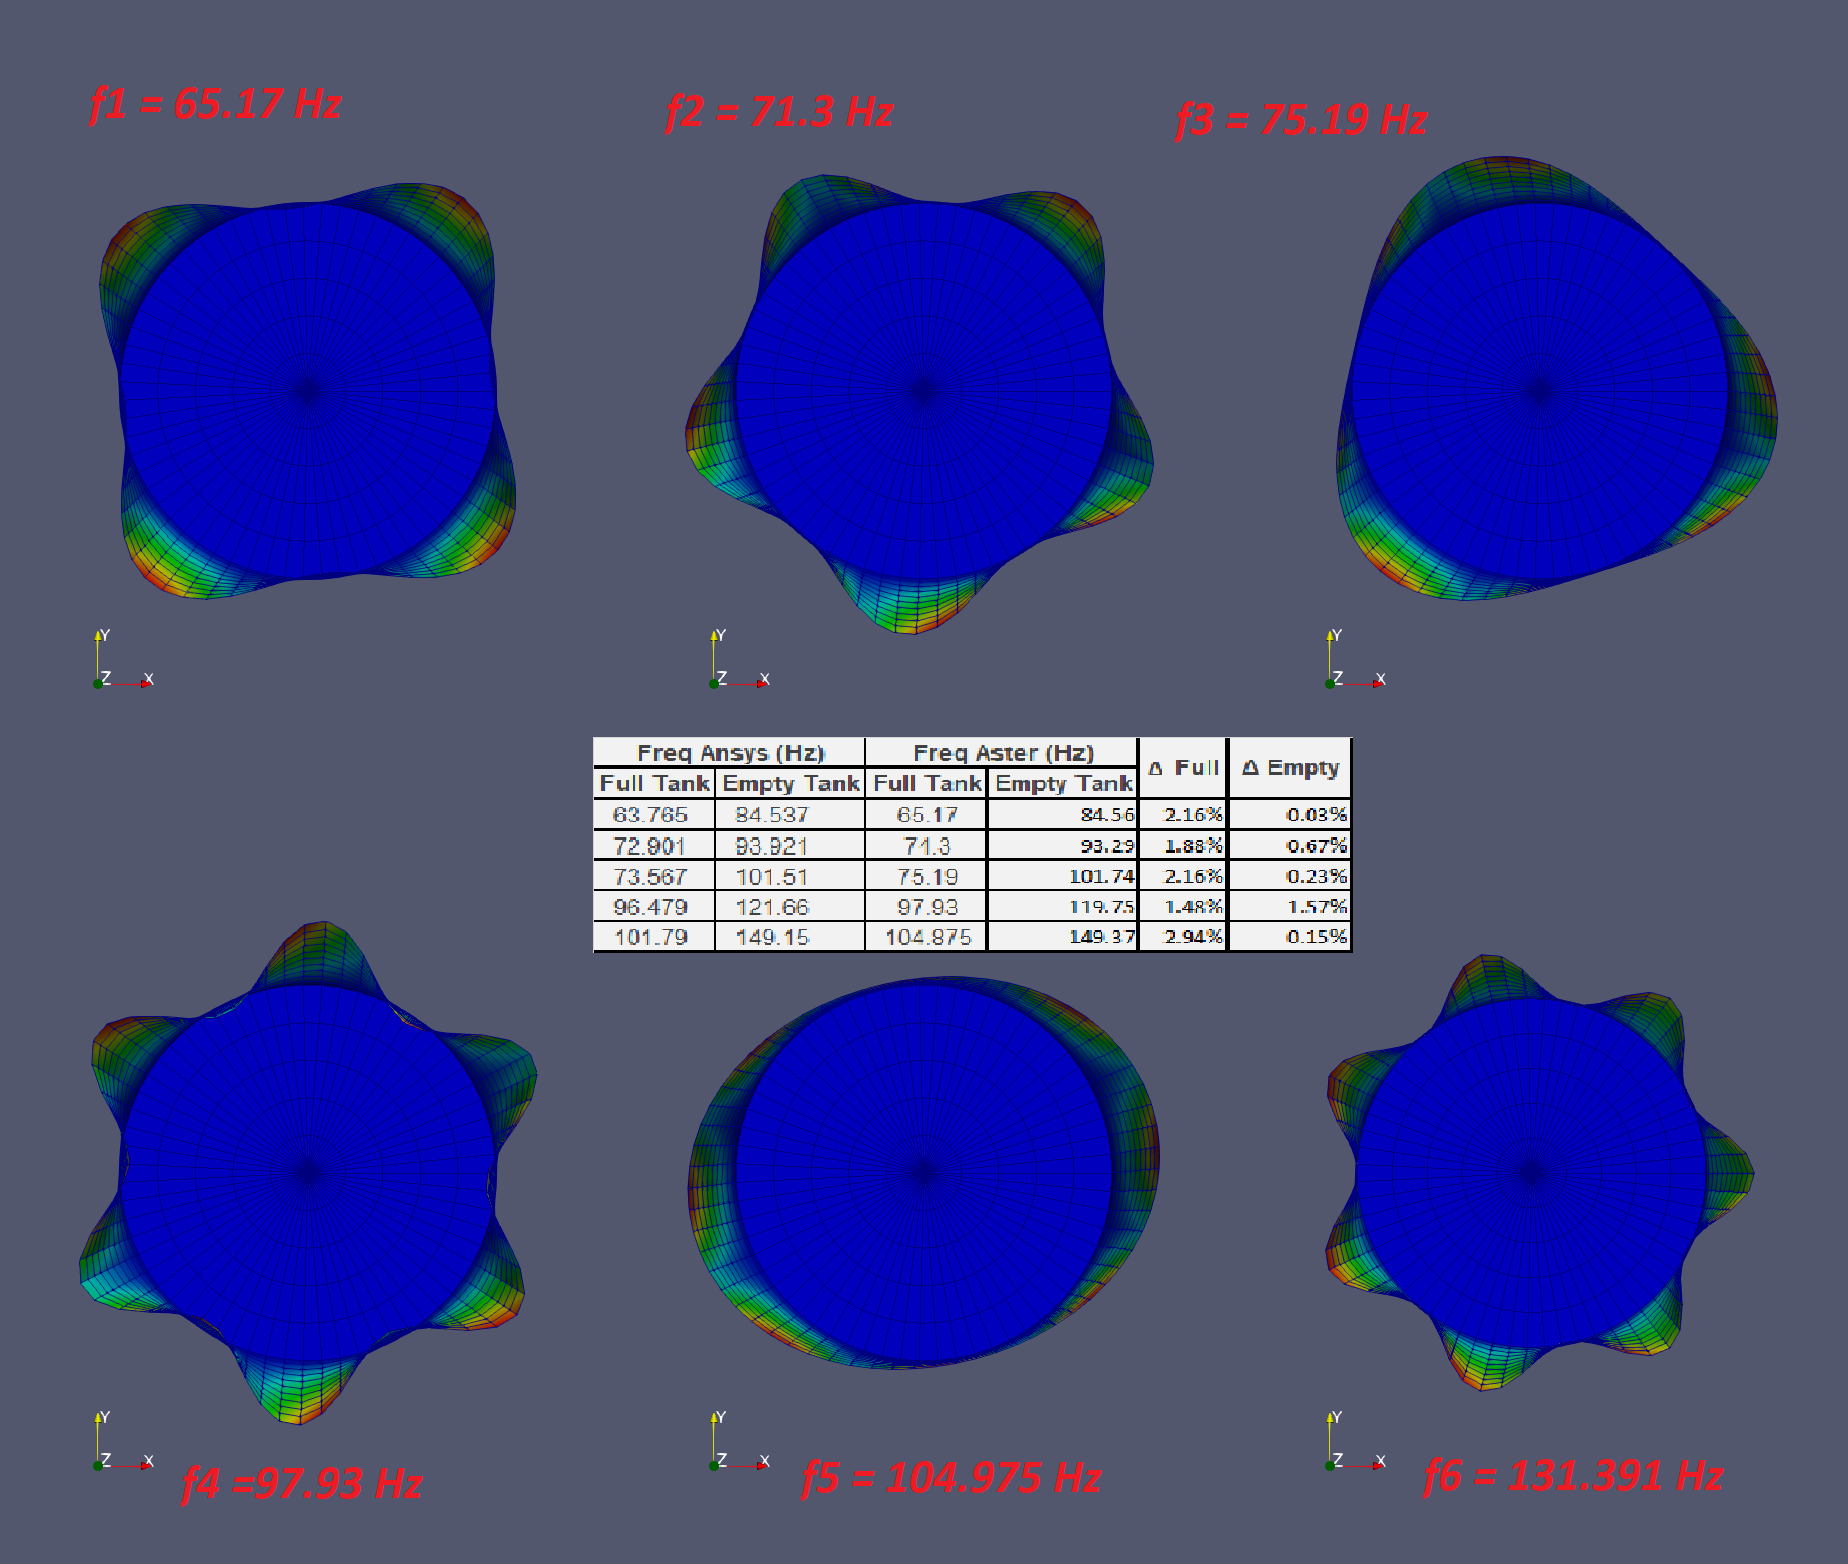 f1 = 65.17 Hz
f2 = 71.3 Hz
f3 = 75.19 Hz
Y
Z X
Y
Z X
Y
Z X
Freq Ansys (Hz) Freq Aster (Hz) Δ Full Δ Empty
Full Tank Empty Tank Full Tank Empty Tank
63.765 84.537 65.17 84.56 2.16% 0.03%
72.901 93.921 71.3 93.29 1.88% 0.67%
73.567 101.51 75.19 101.74 2.16% 0.23%
96.479 121.66 97.93 119.75 1.48% 1.57%
101.79 149.15 104.875 149.37 2.94% 0.15%
Y
Z X
Y
Z X
Y
Z X
f4 =97.93 Hz
f5 = 104.975 Hz
f6 = 131.391 Hz